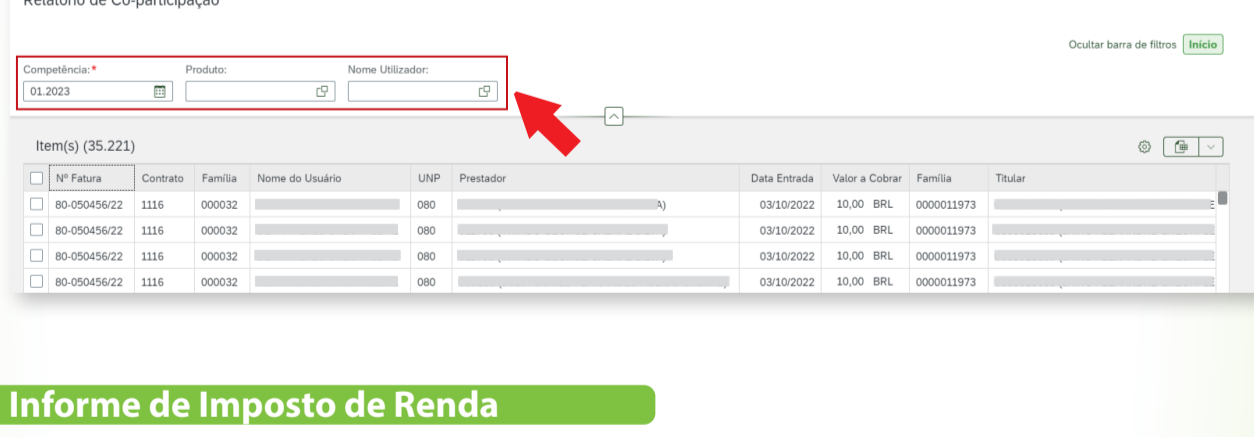 Relatório de Co-participação
Ocultar barra de filtros Início
Competência:* Produto: Nome Utilizador:
01.2023
Item(s) (35.221)
Nº Fatura Contrato Família Nome do Usuário UNP Prestador Data Entrada Valor a Cobrar Família Titular
80-050456/22 1116 000032 080 A) 03/10/2022 10,00 BRL 0000011973
80-050456/22 1116 000032 080 03/10/2022 10,00 BRL 0000011973
80-050456/22 1116 000032 080 03/10/2022 10,00 BRL 0000011973
80-050456/22 1116 000032 080 03/10/2022 10,00 BRL 0000011973
Informe de Imposto de Renda